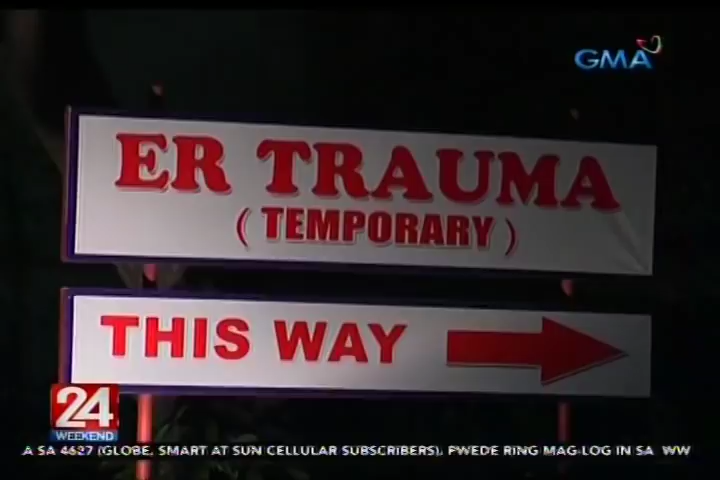 GMA
ER TRAUMA
(TEMPORARY)
THIS WAY
24
WEEKEND
A SA 4627 (GLOBE, SMART AT SUN CELLULAR SUBSCRIBERS). PWEDE RING MAG-LOG IN SA WW